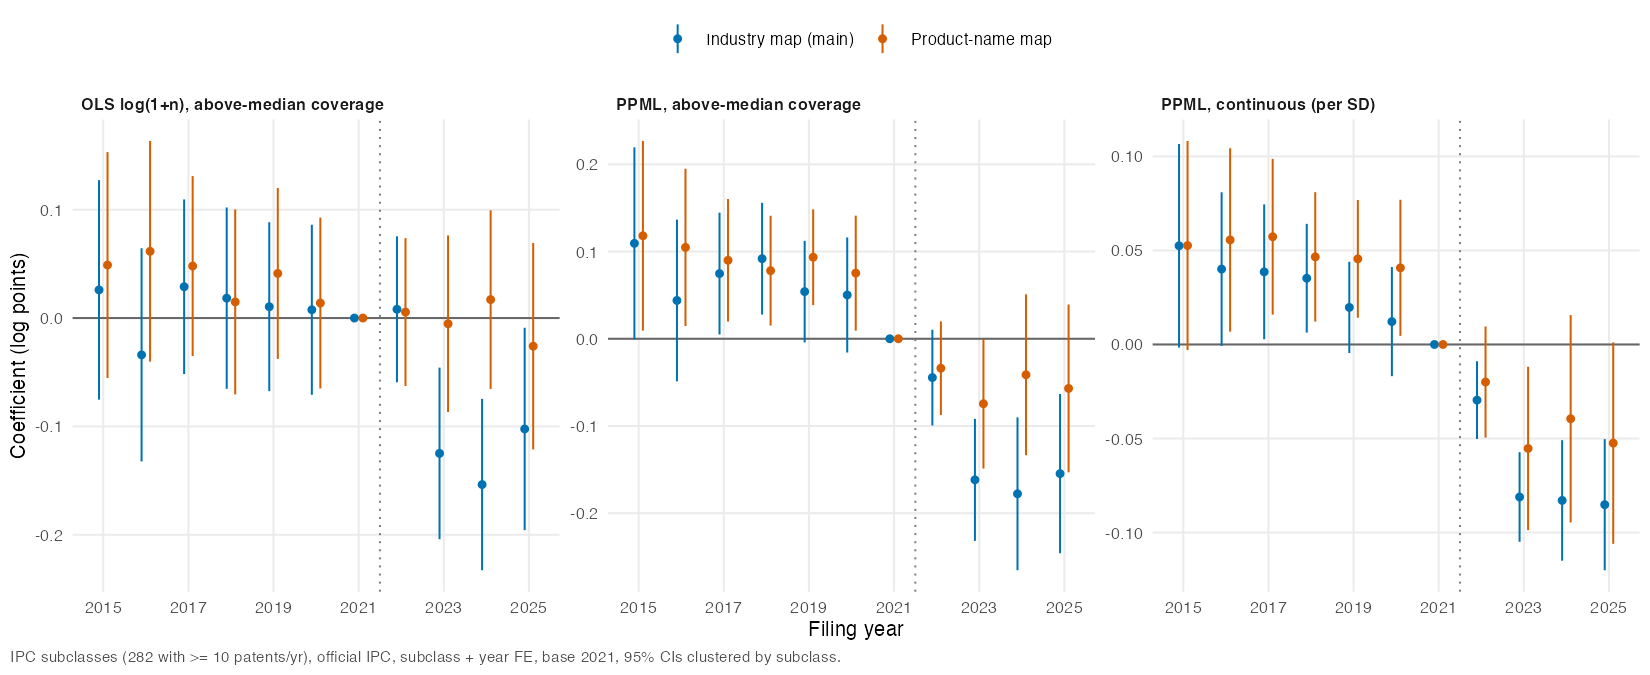 Industry map (main) Product-name map
OLS log(1+n), above-median coverage
PPML, above-median coverage
PPML, continuous (per SD)
Coefficient (log points)
0.1
0.0
-0.1
-0.2
0.2
0.1
0.0
-0.1
-0.2
0.10
0.05
0.00
-0.05
-0.10
2015 2017 2019 2021 2023 2025
2015 2017 2019 2021 2023 2025
2015 2017 2019 2021 2023 2025
Filing year
IPC subclasses (282 with >= 10 patents/yr), official IPC, subclass + year FE, base 2021, 95% CIs clustered by subclass.